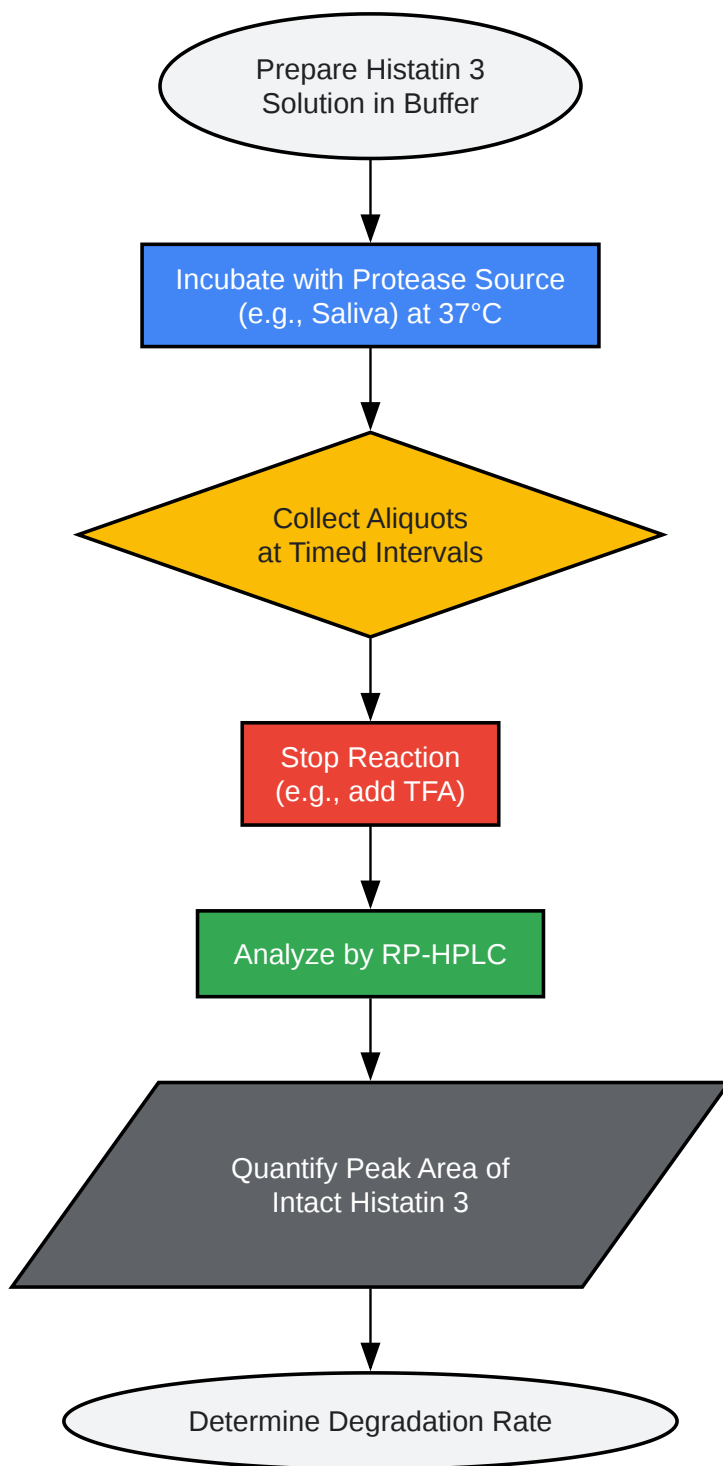 Prepare Histatin 3
Solution in Buffer
Incubate with Protease Source
(e.g., Saliva) at 37°C
Collect Aliquots
at Timed Intervals
Stop Reaction
(e.g., add TFA)
Analyze by RP-HPLC
Quantify Peak Area of
Intact Histatin 3
Determine Degradation Rate